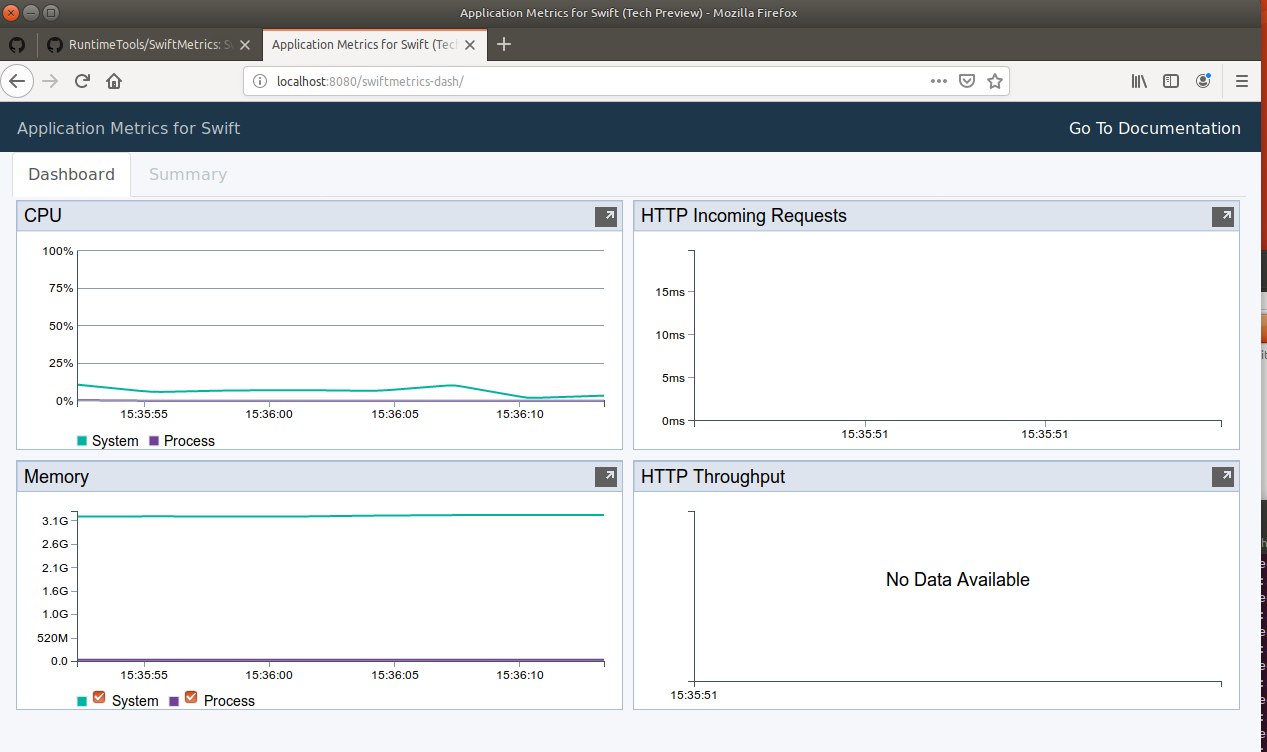 Application Metrics for Swift (Tech Preview) - Mozilla Firefox
RuntimeTools/SwiftMetrics: S
Application Metrics for Swift (Tec
localhost:8080/swiftmetrics-dash/
Application Metrics for Swift
Go To Documentation
Dashboard
Summary
CPU
100%
75%
50%
25%
0%
15:35:55 15:36:00 15:36:05 15:36:10
System Process
HTTP Incoming Requests
15ms
10ms
5ms
0ms
15:35:51 15:35:51
Memory
3.1G
2.6G
2.1G
1.6G
1.0G
520M
0.0
15:35:55 15:36:00 15:36:05 15:36:10
System Process
HTTP Throughput
No Data Available
15:35:51